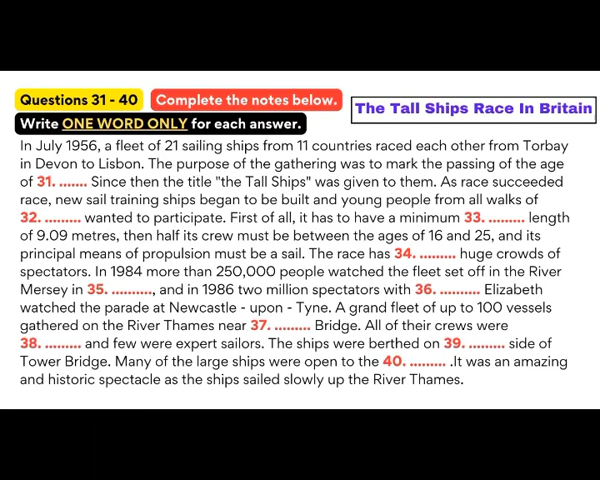 Questions 31 - 40 Complete the notes below.
The Tall Ships Race In Britain
Write ONE WORD ONLY for each answer.
In July 1956, a fleet of 21 sailing ships from 11 countries raced each other from Torbay
in Devon to Lisbon. The purpose of the gathering was to mark the passing of the age
of 31. ....... Since then the title "the Tall Ships" was given to them. As race succeeded
race, new sail training ships began to be built and young people from all walks of
32. ......... wanted to participate. First of all, it has to have a minimum 33. ......... length
of 9.09 metres, then half its crew must be between the ages of 16 and 25, and its
principal means of propulsion must be a sail. The race has 34. ......... huge crowds of
spectators. In 1984 more than 250,000 people watched the fleet set off in the River
Mersey in 35. .........., and in 1986 two million spectators with 36. .......... Elizabeth
watched the parade at Newcastle - upon - Tyne. A grand fleet of up to 100 vessels
gathered on the River Thames near 37. ......... Bridge. All of their crews were
38. ......... and few were expert sailors. The ships were berthed on 39. ......... side of
Tower Bridge. Many of the large ships were open to the 40. ......... .It was an amazing
and historic spectacle as the ships sailed slowly up the River Thames.